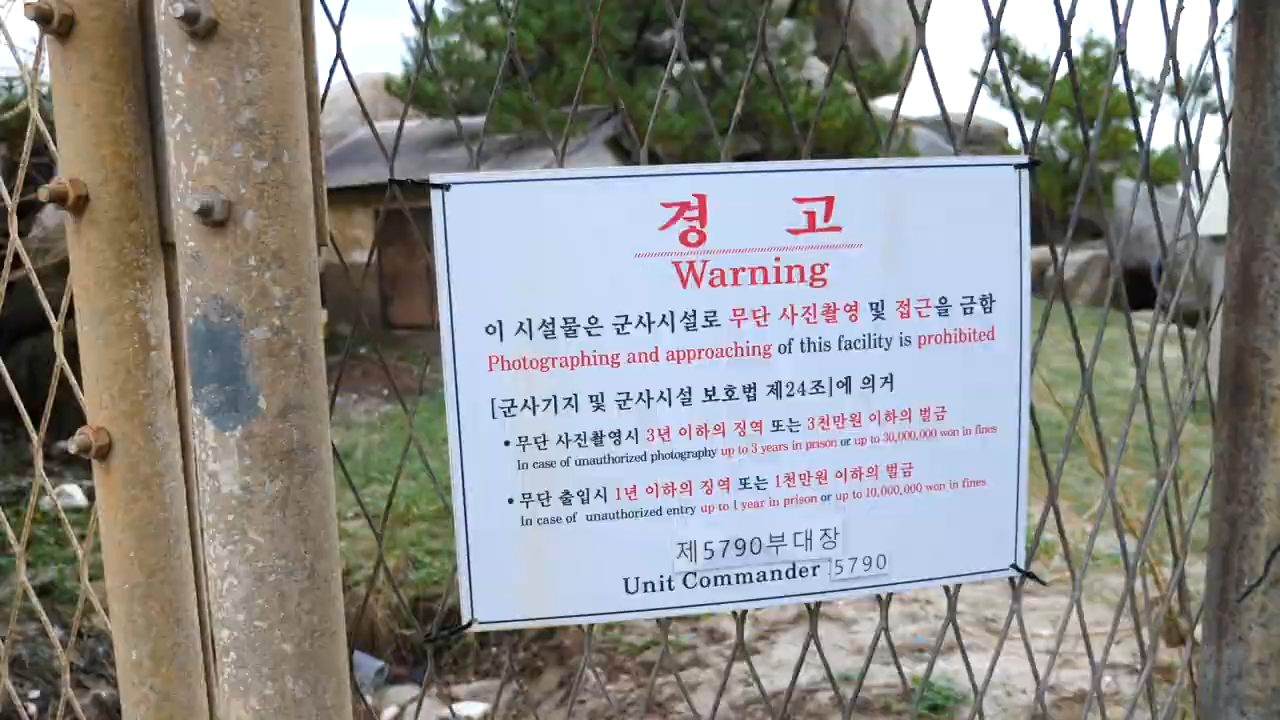 경 고
Warning
이 시설물은 군사시설로 무단 사진촬영 및 접근을 금함
Photographing and approaching of this facility is prohibited
[군사기지 및 군사시설 보호법 제24조]에 의거
• 무단 사진촬영시 3년 이하의 징역 또는 3천만원 이하의 벌금
In case of unauthorized photography up to 3 years in prison or up to 30,000,000 won in fines
• 무단 출입시 1년 이하의 징역 또는 1천만원 이하의 벌금
In case of unauthorized entry up to 1 year in prison or up to 10,000,000 won in fines
제5790부대장
Unit Commander 5790